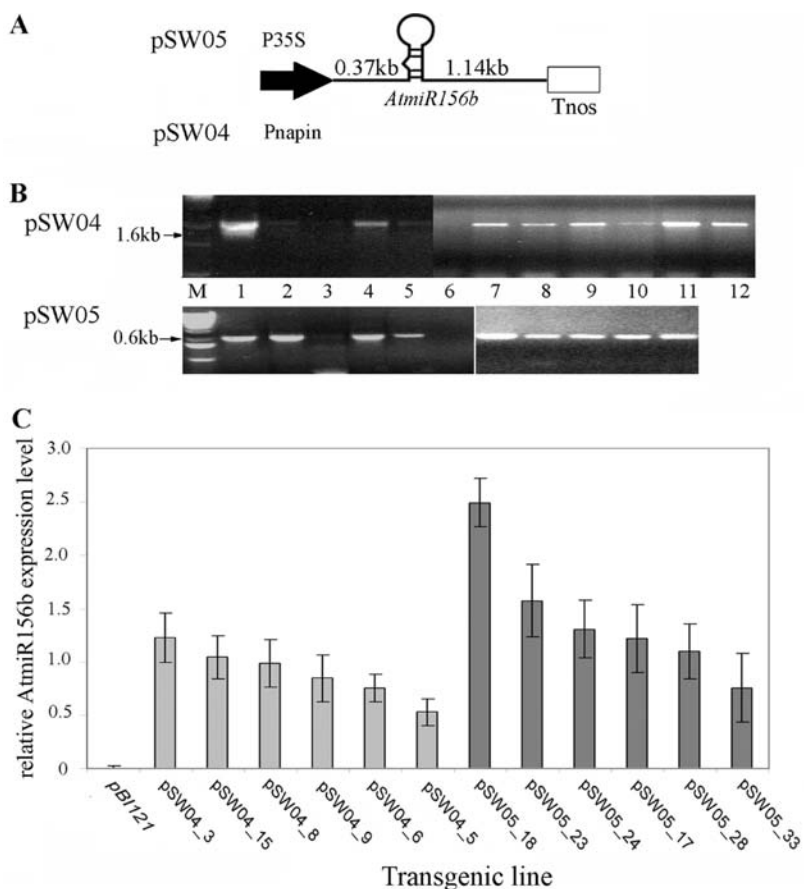 A
pSW05 P35S
0.37kb 1.14kb
AtmiR156b
Tnos
pSW04 Pnapin
B
pSW04
1.6kb
M 1 2 3 4 5 6 7 8 9 10 11 12
pSW05
0.6kb
C
relative AtmiR156b expression level
3.0
2.5
2.0
1.5
1.0
0.5
0
pBI121 pSW04_3 pSW04_15 pSW04_8 pSW04_9 pSW04_6 pSW04_5 pSW05_18 pSW05_23 pSW05_24 pSW05_17 pSW05_28 pSW05_33
Transgenic line